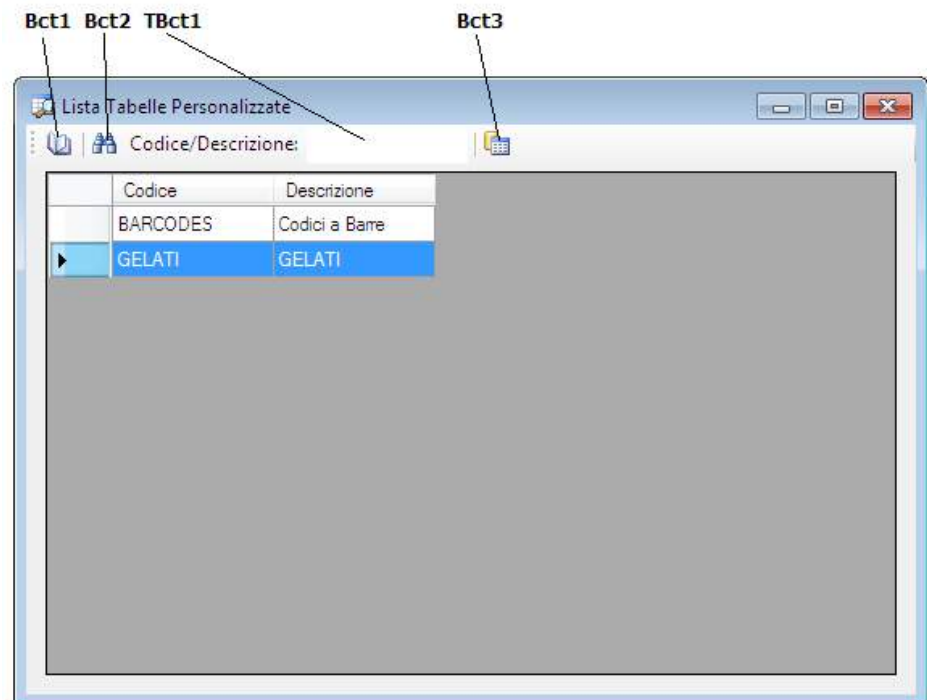 Bct1 Bct2 TBct1 Bct3
Lista Tabelle Personalizzate
Codice/Descrizione:
Codice Descrizione
BARCODES Codici a Barre
GELATI GELATI